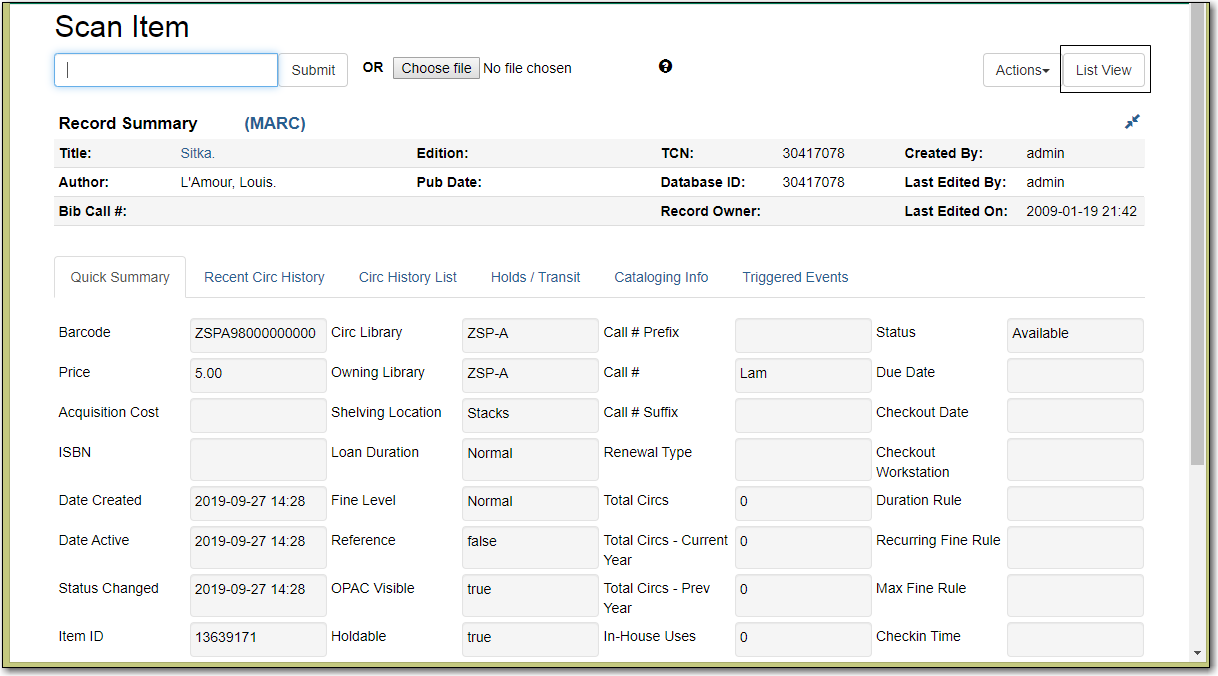 Scan Item
Submit OR Choose file No file chosen ? Actions List View
Record Summary (MARC)
Title: Sitka. Edition: TCN: 30417078 Created By: admin
Author: L'Amour, Louis. Pub Date: Database ID: 30417078 Last Edited By: admin
Bib Call #: Record Owner: Last Edited On: 2009-01-19 21:42
Quick Summary Recent Circ History Circ History List Holds / Transit Cataloging Info Triggered Events
Barcode ZSPA98000000000 Circ Library ZSP-A Call # Prefix Status Available
Price 5.00 Owning Library ZSP-A Call # Lam Due Date
Acquisition Cost Shelving Location Stacks Call # Suffix Checkout Date
ISBN Loan Duration Normal Renewal Type Checkout
Workstation
Date Created 2019-09-27 14:28 Fine Level Normal Total Circs 0 Duration Rule
Date Active 2019-09-27 14:28 Reference false Total Circs - Current 0 Recurring Fine Rule
Year
Status Changed 2019-09-27 14:28 OPAC Visible true Total Circs - Prev 0 Max Fine Rule
Year
Item ID 13639171 Holdable true In-House Uses 0 Checkin Time